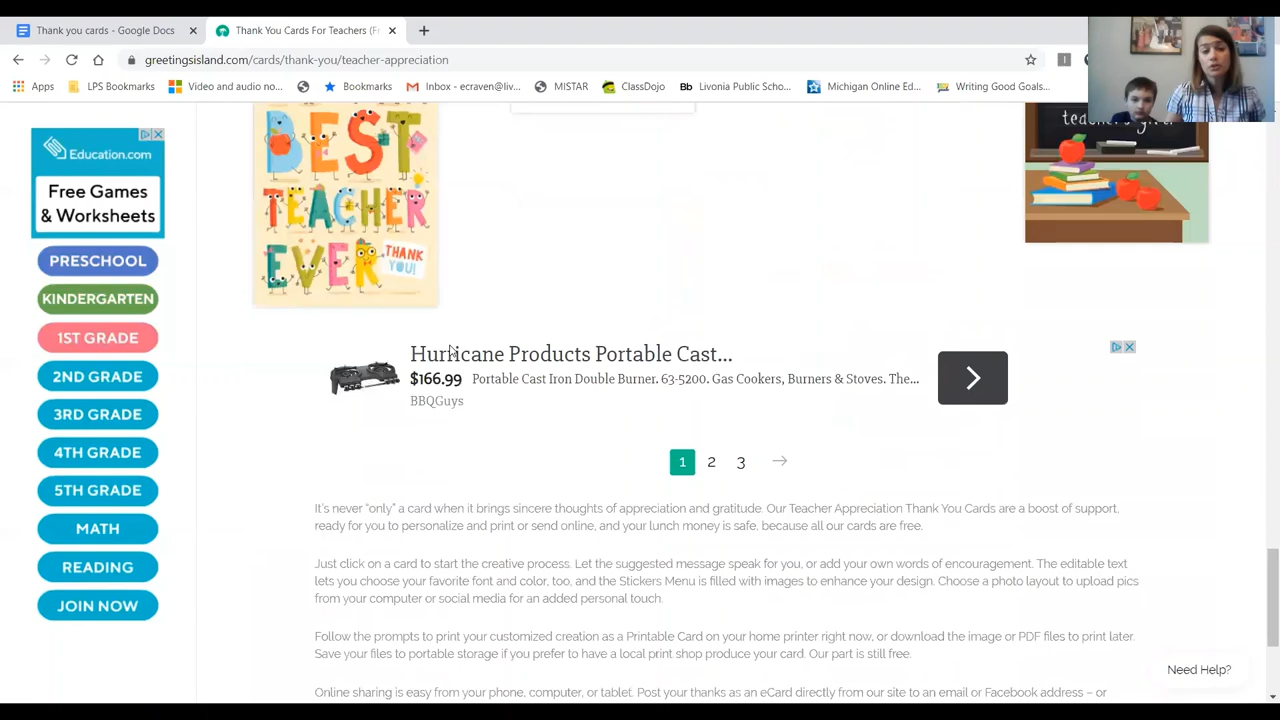 Thank you cards - Google Docs
Thank You Cards For Teachers (Fr
greetingsisland.com/cards/thank-you/teacher-appreciation
Apps LPS Bookmarks Video and audio no... Bookmarks Inbox - ecraven@liv... MISTAR ClassDojo Bb Livonia Public Scho... Michigan Online Ed... Writing Good Goals...
Education.com
Free Games
& Worksheets
PRESCHOOL
KINDERGARTEN
1ST GRADE
2ND GRADE
3RD GRADE
4TH GRADE
5TH GRADE
MATH
READING
JOIN NOW
BEST
TEACHER
EVER
THANK
YOU!
Hurricane Products Portable Cast...
$166.99 Portable Cast Iron Double Burner. 63-5200. Gas Cookers, Burners & Stoves. The...
BBQGuys
1 2 3
It's never “only” a card when it brings sincere thoughts of appreciation and gratitude. Our Teacher Appreciation Thank You Cards are a boost of support,
ready for you to personalize and print or send online, and your lunch money is safe, because all our cards are free.
Just click on a card to start the creative process. Let the suggested message speak for you, or add your own words of encouragement. The editable text
lets you choose your favorite font and color, too, and the Stickers Menu is filled with images to enhance your design. Choose a photo layout to upload pics
from your computer or social media for an added personal touch.
Follow the prompts to print your customized creation as a Printable Card on your home printer right now, or download the image or PDF files to print later.
Save your files to portable storage if you prefer to have a local print shop produce your card. Our part is still free.
Online sharing is easy from your phone, computer, or tablet. Post your thanks as an eCard directly from our site to an email or Facebook address – or
Need Help?